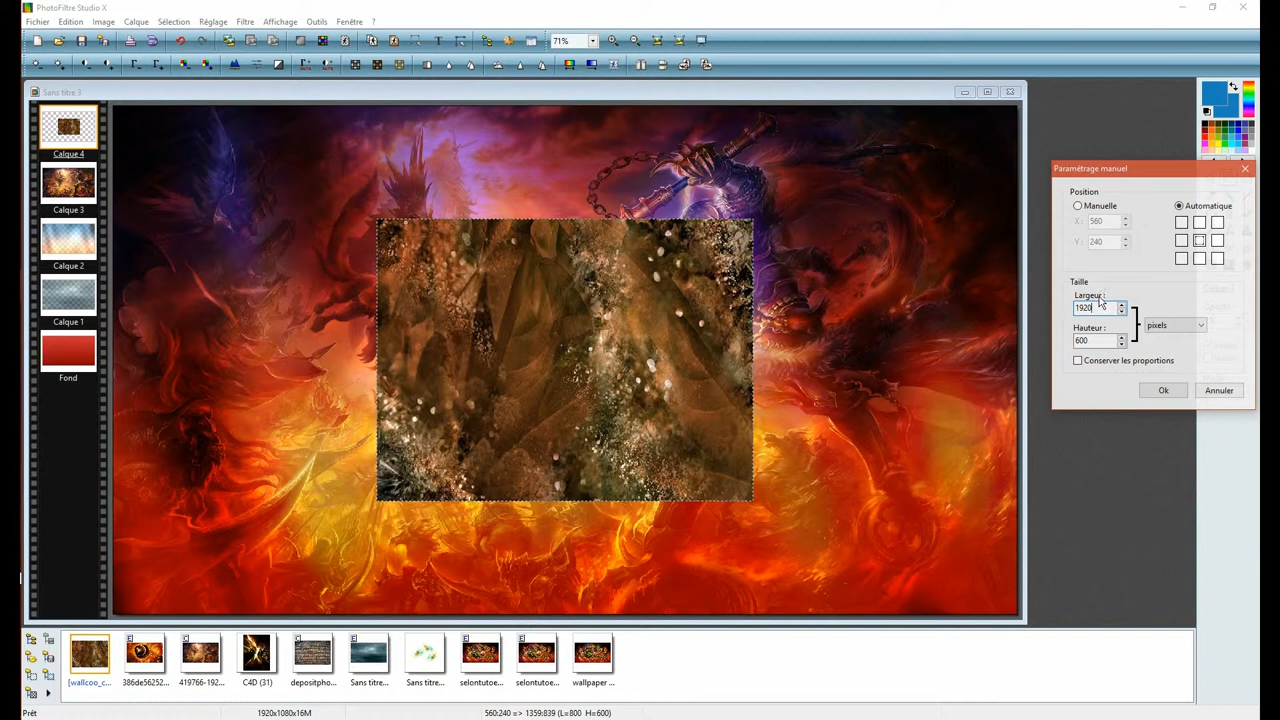 PhotoFiltre Studio X
Fichier Edition Image Calque Sélection Réglage Filtre Affichage Outils Fenêtre ?
71%
Sans titre 3
Calque 4
Calque 3
Calque 2
Calque 1
Fond
Paramétrage manuel
Position
Manuelle Automatique
X: 560
Y: 240
Taille
Largeur :
1920
Hauteur :
600
pixels
Conserver les proportions
Ok Annuler
[wallcoo_c... 386de56252... 419766-192... C4D (31) depositpho... Sans titre... Sans titre... selontutoe... selontutoe... wallpaper ...
Prêt 1920x1080x16M 560:240 => 1359:839 (L=800 H=600)